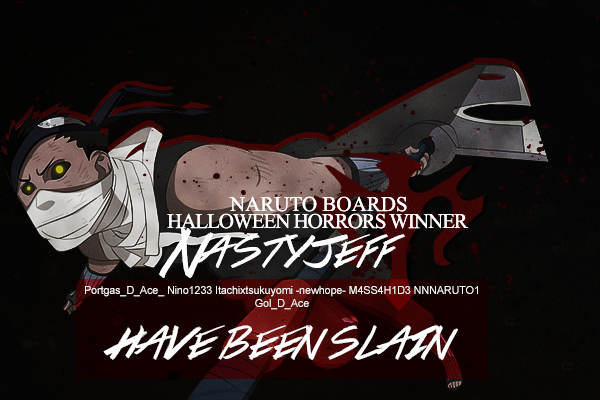 NARUTO BOARDS
HALLOWEEN HORRORS WINNER
NASTYJEFF
Portgas_D_Ace_ Nino1233 Itachixtsukuyomi -newhope- M4SS4H1D3 NNNARUTO1
Gol_D_Ace
HAVE BEEN SLAIN